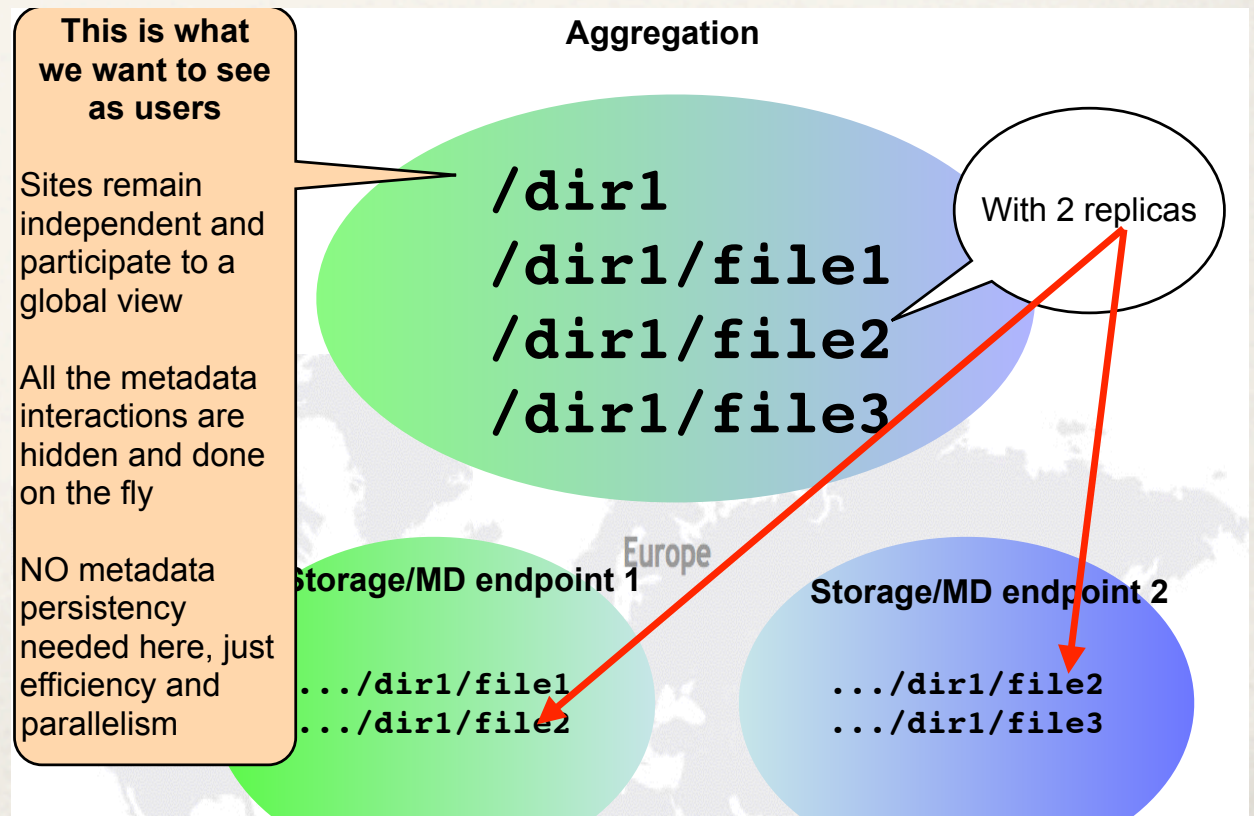 This is what
we want to see
as users
Sites remain
independent and
participate to a
global view
All the metadata
interactions are
hidden and done
on the fly
NO metadata
persistency
needed here, just
efficiency and
parallelism
Aggregation
/dir1
/dir1/file1
/dir1/file2
/dir1/file3
With 2 replicas
Europe
Storage/MD endpoint 1
.../dir1/file1
.../dir1/file2
Storage/MD endpoint 2
.../dir1/file2
.../dir1/file3